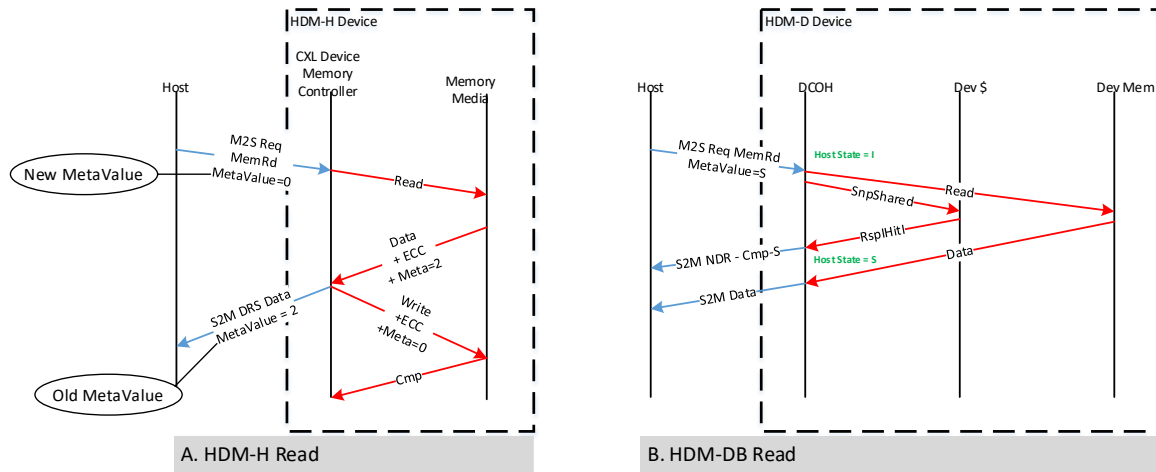 HDM-H Device
CXL Device
Memory
Controller
Host
Memory
Media
M2S Req
MemRd
MetaValue=0
New MetaValue
Read
Data
+ ECC
+ Meta=2
S2M DRS Data
MetaValue = 2
Write
+ECC
+Meta=0
Cmp
Old MetaValue
A. HDM-H Read
HDM-D Device
Host
DCOH
Dev $
Dev Mem
M2S Req MemRd
MetaValue=S
Host State = I
Read
SnpShared
RspIHitI
S2M NDR - Cmp-S
Host State = S
Data
S2M Data
B. HDM-DB Read